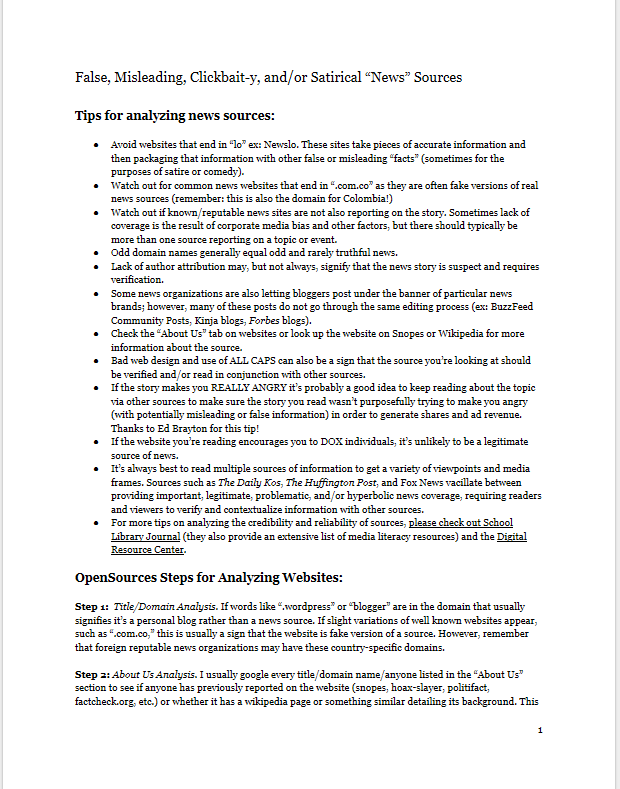 False, Misleading, Clickbait-y, and/or Satirical “News” Sources
Tips for analyzing news sources:
● Avoid websites that end in “lo” ex: Newslo. These sites take pieces of accurate information and
then packaging that information with other false or misleading “facts” (sometimes for the
purposes of satire or comedy).
● Watch out for common news websites that end in “.com.co” as they are often fake versions of real
news sources (remember: this is also the domain for Colombia!)
● Watch out if known/reputable news sites are not also reporting on the story. Sometimes lack of
coverage is the result of corporate media bias and other factors, but there should typically be
more than one source reporting on a topic or event.
● Odd domain names generally equal odd and rarely truthful news.
● Lack of author attribution may, but not always, signify that the news story is suspect and requires
verification.
● Some news organizations are also letting bloggers post under the banner of particular news
brands; however, many of these posts do not go through the same editing process (ex: BuzzFeed
Community Posts, Kinja blogs, Forbes blogs).
● Check the “About Us” tab on websites or look up the website on Snopes or Wikipedia for more
information about the source.
● Bad web design and use of ALL CAPS can also be a sign that the source you’re looking at should
be verified and/or read in conjunction with other sources.
● If the story makes you REALLY ANGRY it’s probably a good idea to keep reading about the topic
via other sources to make sure the story you read wasn’t purposefully trying to make you angry
(with potentially misleading or false information) in order to generate shares and ad revenue.
Thanks to Ed Brayton for this tip!
● If the website you’re reading encourages you to DOX individuals, it’s unlikely to be a legitimate
source of news.
● It’s always best to read multiple sources of information to get a variety of viewpoints and media
frames. Sources such as The Daily Kos, The Huffington Post, and Fox News vacillate between
providing important, legitimate, problematic, and/or hyperbolic news coverage, requiring readers
and viewers to verify and contextualize information with other sources.
● For more tips on analyzing the credibility and reliability of sources, please check out School
Library Journal (they also provide an extensive list of media literacy resources) and the Digital
Resource Center.
OpenSources Steps for Analyzing Websites:
Step 1: Title/Domain Analysis. If words like “.wordpress” or “blogger” are in the domain that usually
signifies it’s a personal blog rather than a news source. If slight variations of well known websites appear,
such as “.com.co,” this is usually a sign that the website is fake version of a source. However, remember
that foreign reputable news organizations may have these country-specific domains.
Step 2: About Us Analysis. I usually google every title/domain name/anyone listed in the “About Us”
section to see if anyone has previously reported on the website (snopes, hoax-slayer, politifact,
factcheck.org, etc.) or whether it has a wikipedia page or something similar detailing its background. This
1